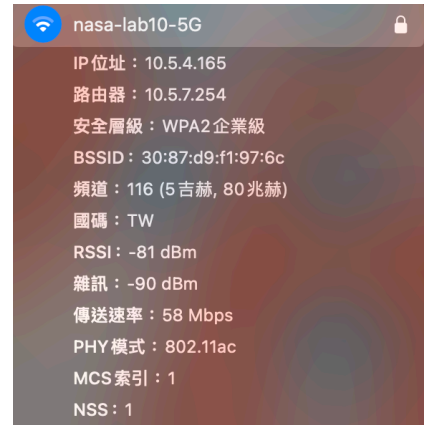 nasa-lab10-5G
IP位址：10.5.4.165
路由器：10.5.7.254
安全層級：WPA2企業級
BSSID：30:87:d9:f1:97:6c
頻道：116 (5吉赫, 80兆赫)
國碼：TW
RSSI：-81 dBm
雜訊：-90 dBm
傳送速率：58 Mbps
PHY模式：802.11ac
MCS索引：1
NSS：1